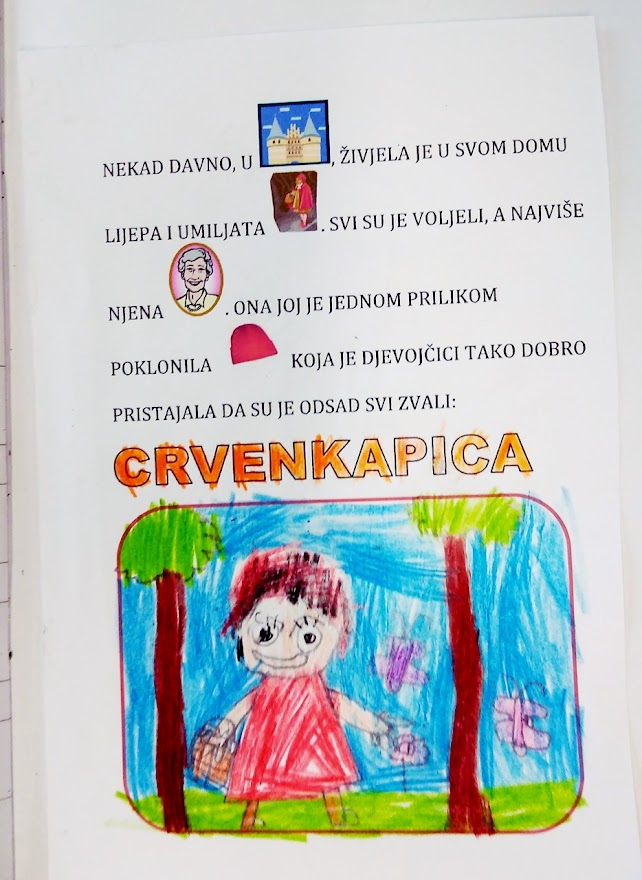 NEKAD DAVNO, U , ŽIVJELA JE U SVOM DOMU
LIJEPA I UMILJATA . SVI SU JE VOLJELI, A NAJVIŠE
NJENA . ONA JOJ JE JEDNOM PRILIKOM
POKLONILA KOJA JE DJEVOJČICI TAKO DOBRO
PRISTAJALA DA SU JE ODSAD SVI ZVALI:
CRVENKAPICA